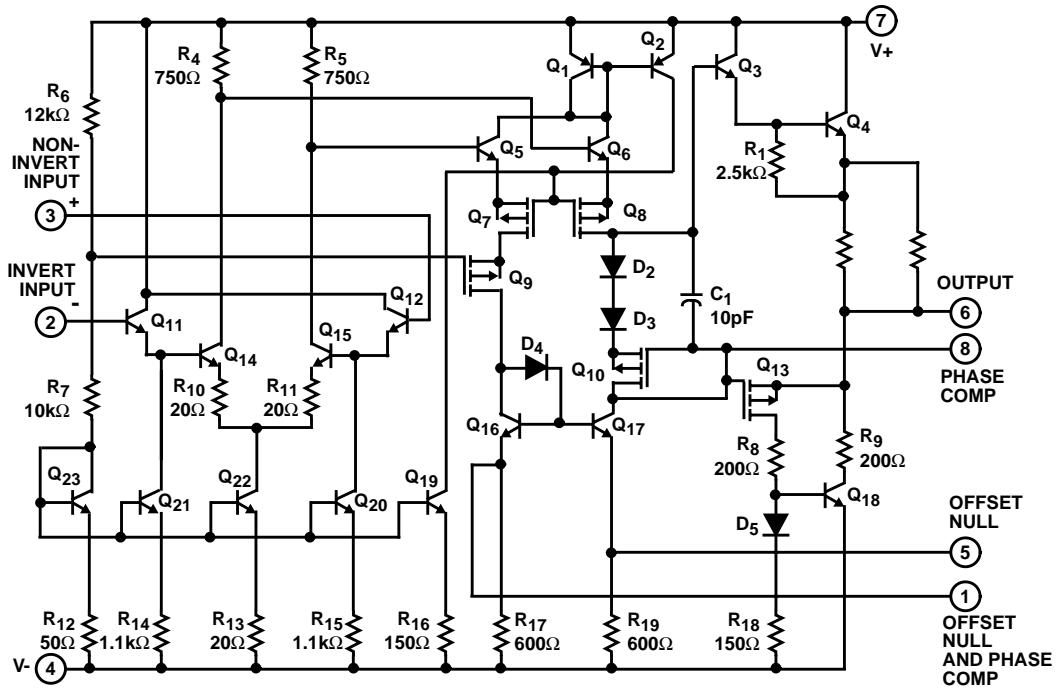 7
V+
Q2
Q1
Q3
R4
750Ω
R5
750Ω
R6
12kΩ
Q4
R1
2.5kΩ
Q5
Q6
NON-
INVERT
INPUT
+
3
Q7
Q8
Q9
D2
INVERT
INPUT
-
2
Q12
Q11
C1
10pF
OUTPUT
6
D3
Q14
Q15
D4
Q10
Q13
8
PHASE
COMP
R7
10kΩ
R10
20Ω
R11
20Ω
Q16
Q17
R8
200Ω
R9
200Ω
Q23
Q21
Q22
Q20
Q19
Q18
D5
OFFSET
NULL
5
1
OFFSET
NULL
AND PHASE
COMP
R12
50Ω
R14
1.1kΩ
R13
20Ω
R15
1.1kΩ
R16
150Ω
R17
600Ω
R19
600Ω
R18
150Ω
V-
4